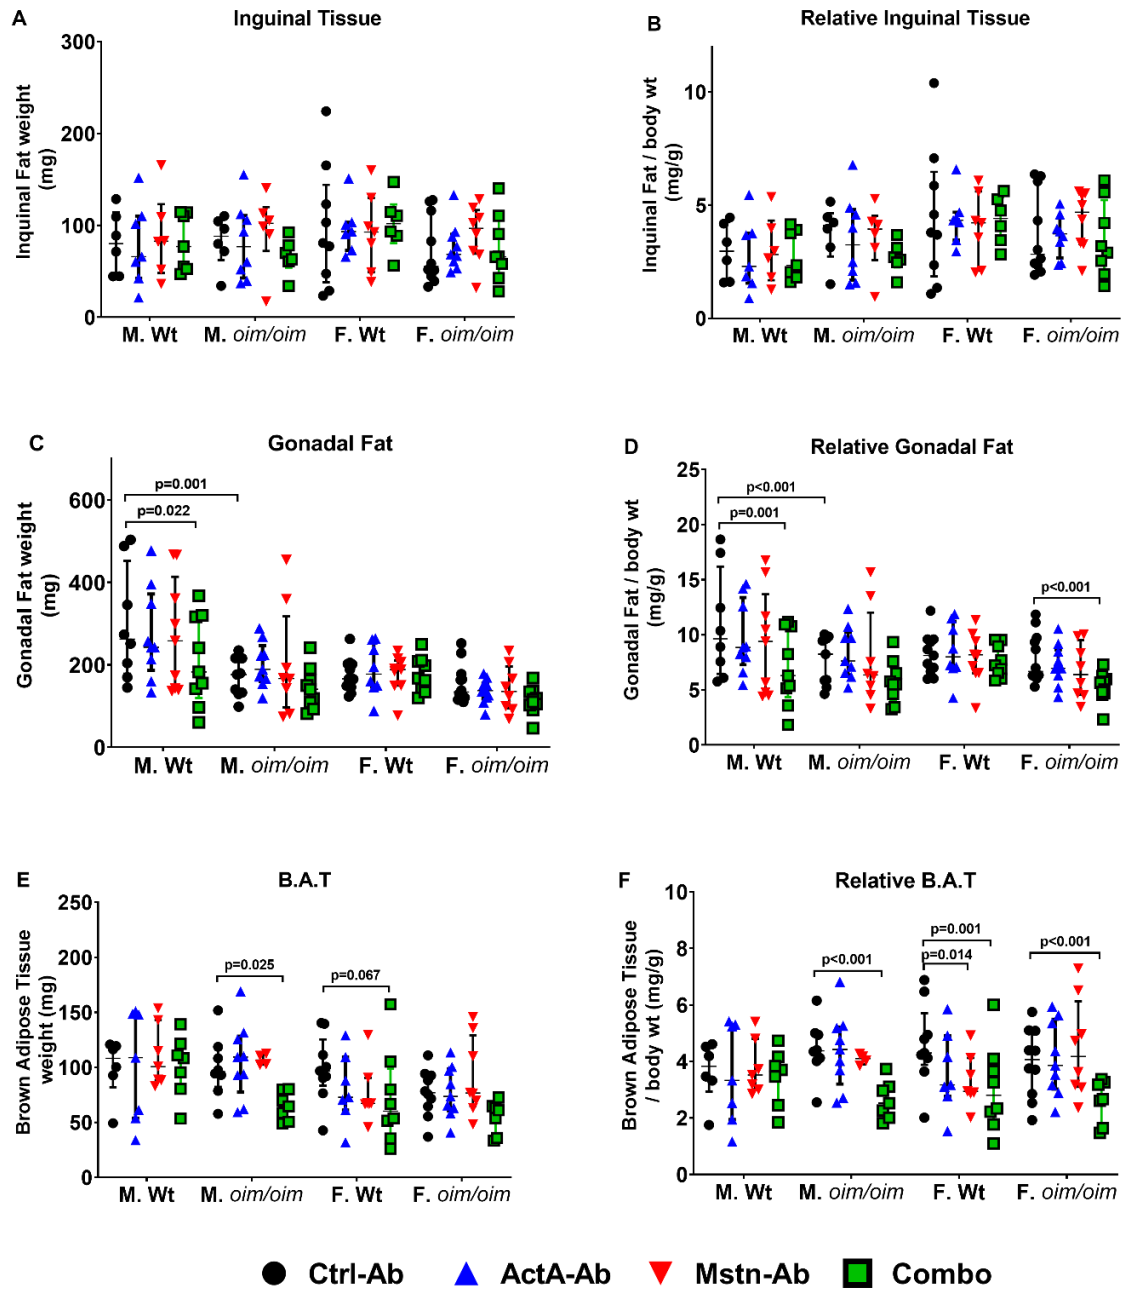 A
Inguinal Tissue
Inquinal Fat weight
(mg)
300
200
100
0
M. Wt
M. oim/oim
F. Wt
F. oim/oim
B
Relative Inguinal Tissue
Inquinal Fat / body wt
(mg/g)
10
5
0
M. Wt
M. oim/oim
F. Wt
F. oim/oim
C
Gonadal Fat
Gonadal Fat weight
(mg)
600
400
200
0
p=0.001
p=0.022
M. Wt
M. oim/oim
F. Wt
F. oim/oim
D
Relative Gonadal Fat
Gonadal Fat / body wt
(mg/g)
25
20
15
10
5
0
p<0.001
p=0.001
p<0.001
M. Wt
M. oim/oim
F. Wt
F. oim/oim
E
B.A.T
Brown Adipose Tissue
weight (mg)
250
200
150
100
50
0
p=0.025
p=0.067
M. Wt
M. oim/oim
F. Wt
F. oim/oim
F
Relative B.A.T
Brown Adipose Tissue
/ body wt (mg/g)
10
8
6
4
2
0
p<0.001
p=0.001
p=0.014
p<0.001
M. Wt
M. oim/oim
F. Wt
F. oim/oim
Ctrl-Ab
ActA-Ab
Mstn-Ab
Combo